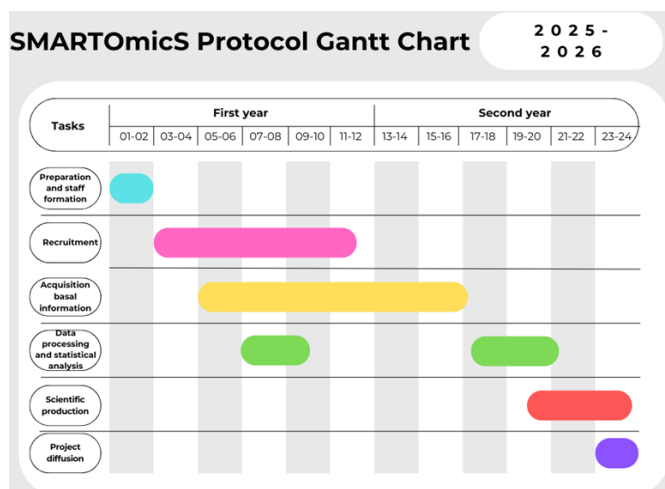 SMARTOmicS Protocol Gantt Chart
2025-
2026
Tasks
First year
Second year
01-02
03-04
05-06
07-08
09-10
11-12
13-14
15-16
17-18
19-20
21-22
23-24
Preparation
and staff
formation
Recruitment
Acquisition
basal
information
Data
processing
and statistical
analysis
Scientific
production
Project
diffusion